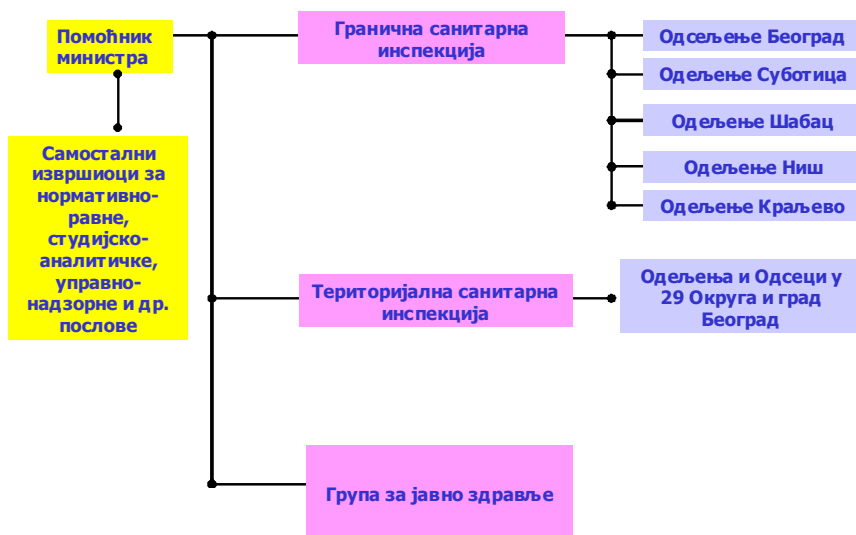 Помоћник
министра
Самостални
извршиоци за
нормативно-
равне,
студијско-
аналитичке,
управно-
надзорне и др.
послове
Гранична санитарна
инспекција
Одсељење Београд
Одељење Суботица
Одељење Шабац
Одељење Ниш
Одељење Краљево
Територијална санитарна
инспекција
Одељења и Одсеци у
29 Округа и град
Београд
Група за јавно здравље